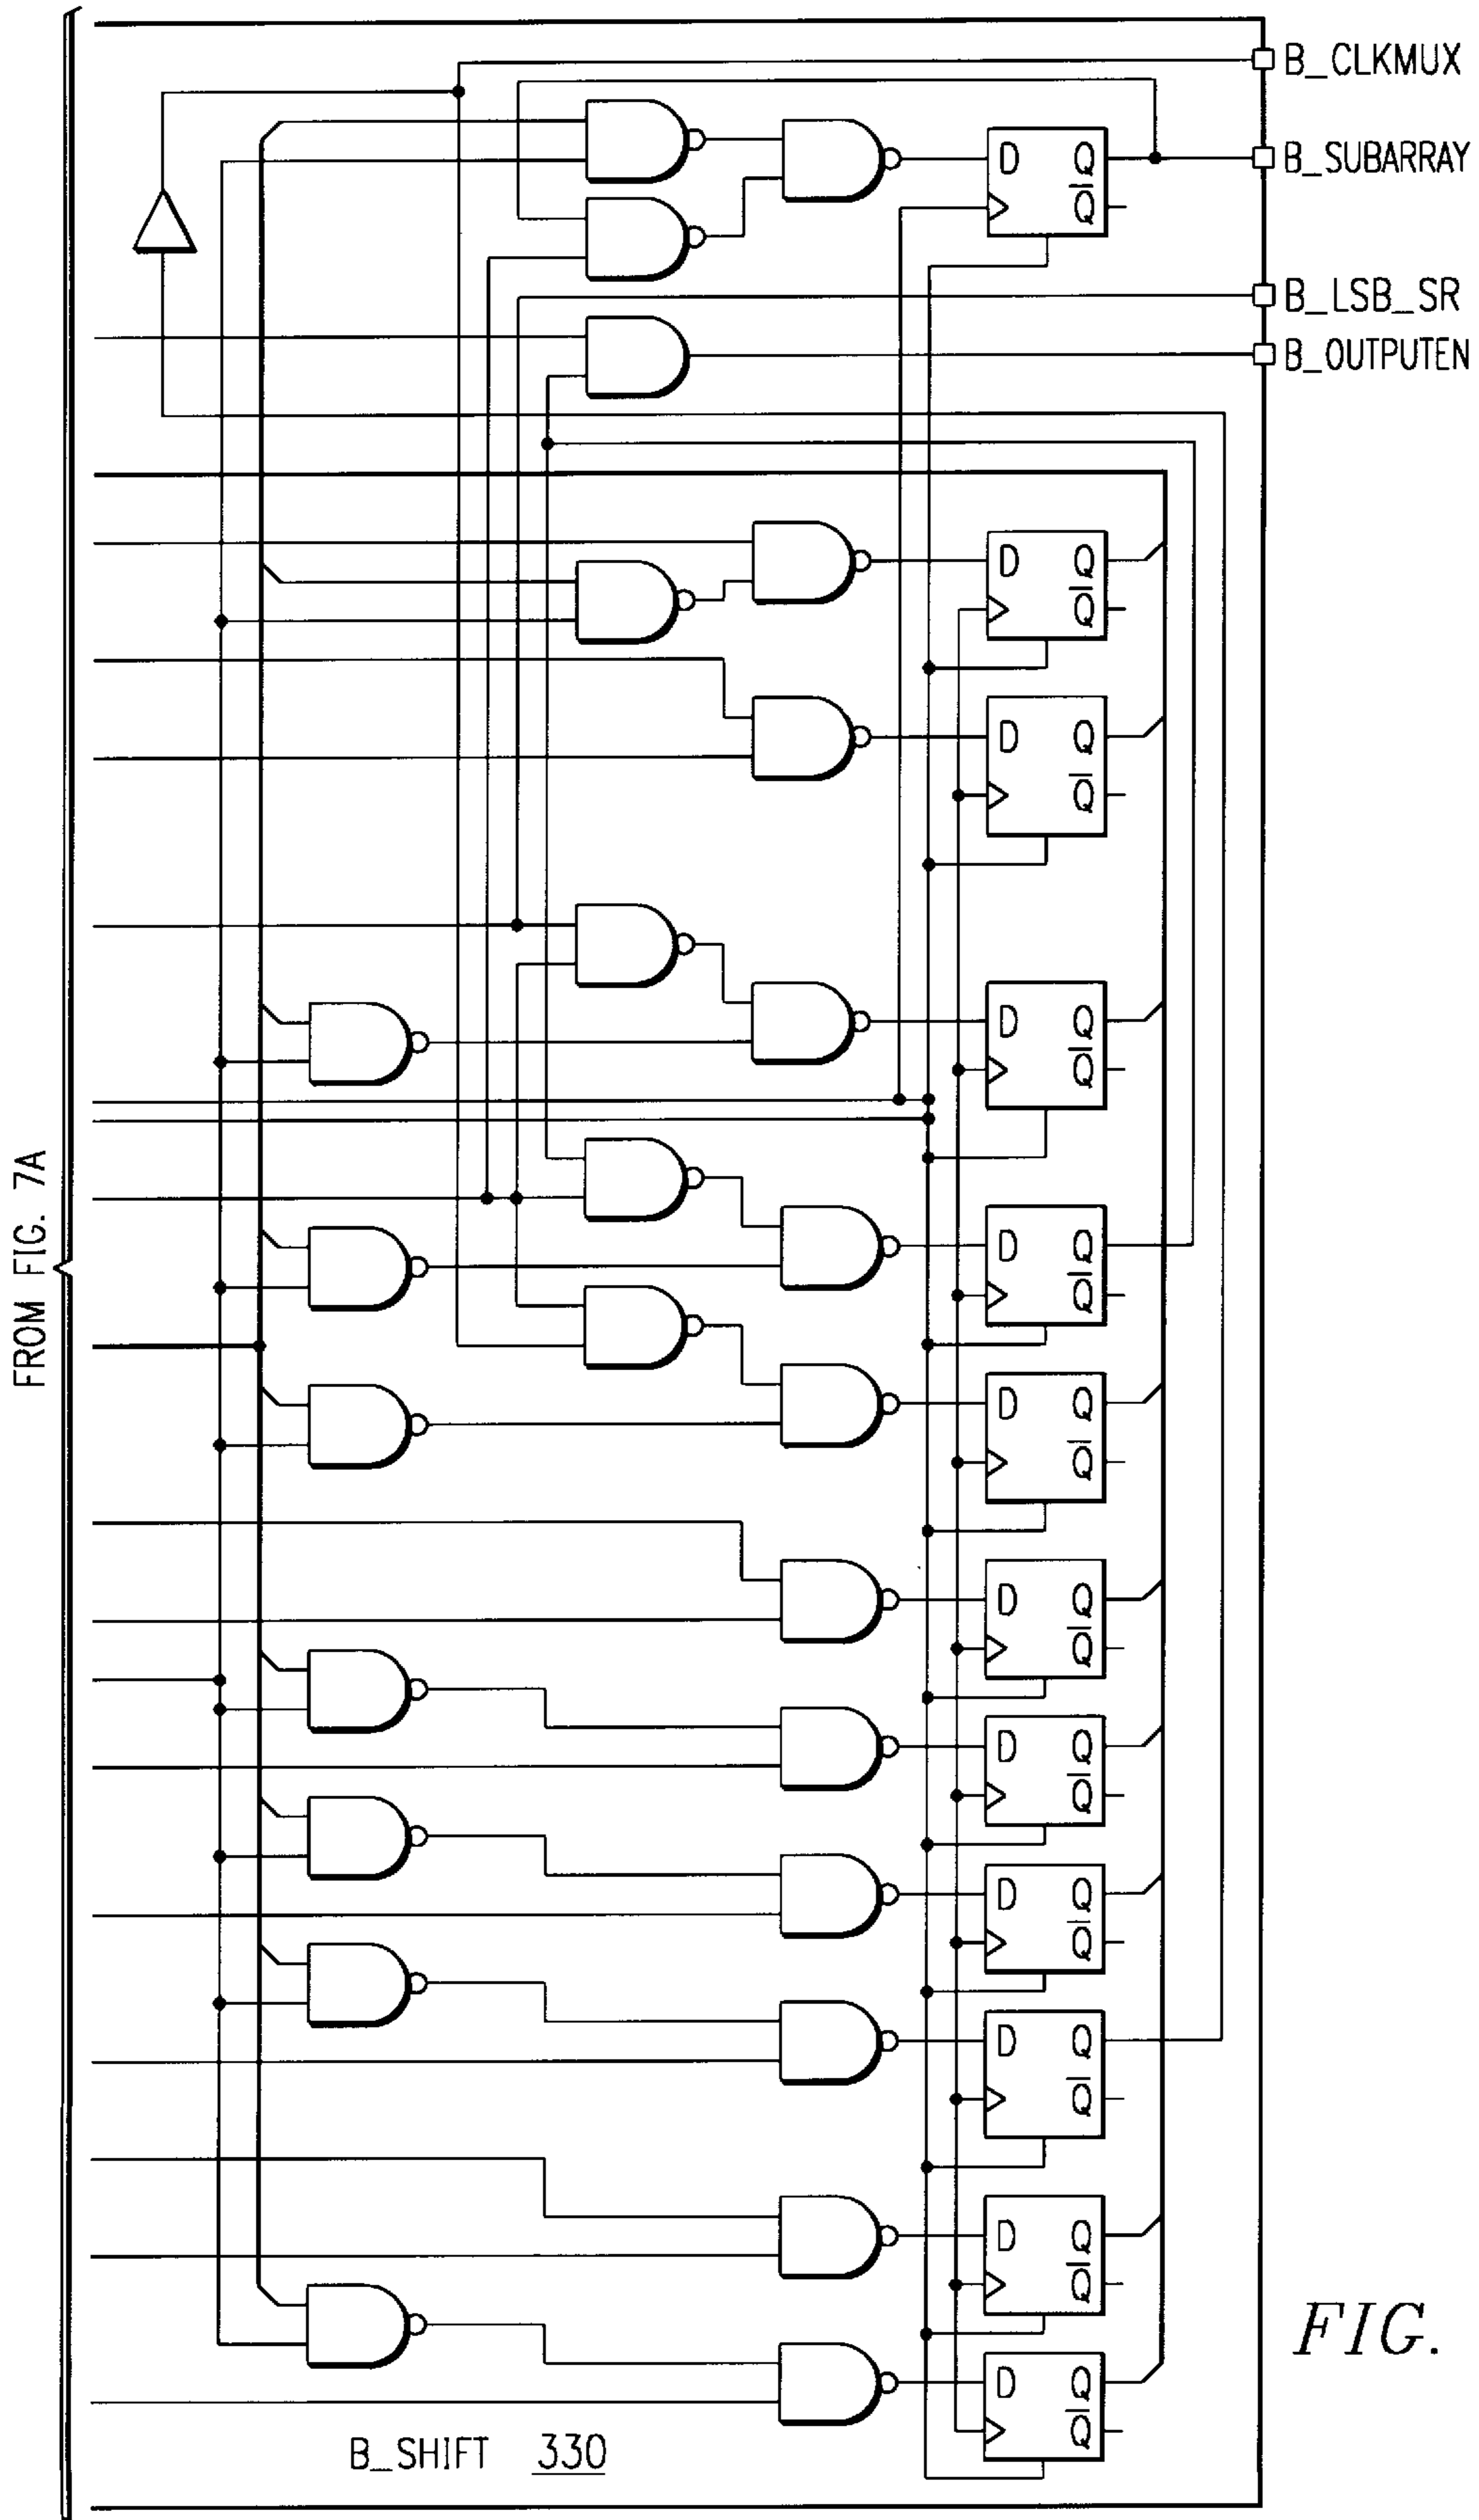 B_CLKMUX
D Q
B_SUBARRAY
Q
B_LSB_SR
B_OUTPUTEN
D Q
Q
D Q
Q
D Q
Q
FROM FIG. 7A
D Q
Q
D Q
Q
D Q
Q
D Q
Q
D Q
Q
D Q
Q
D Q
Q
D Q
Q
FIG.
B_SHIFT 330